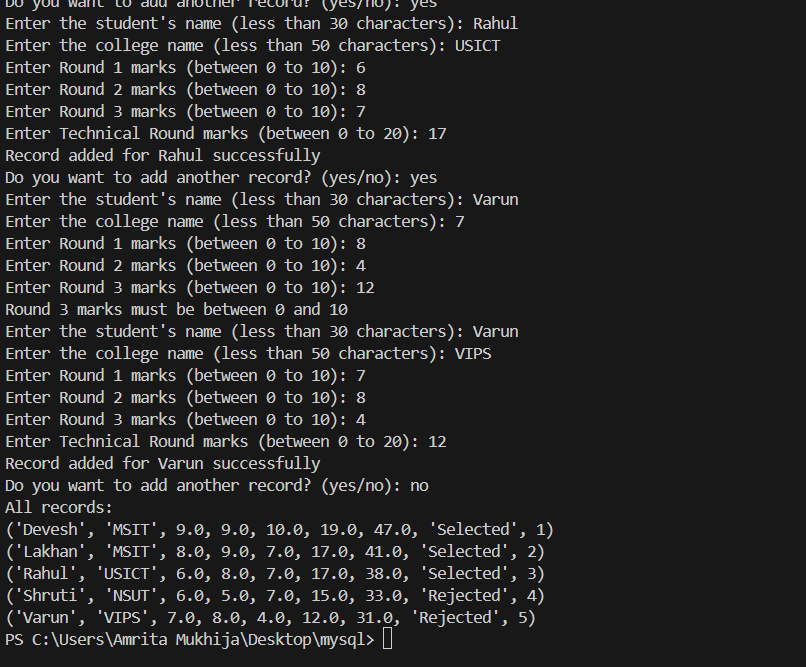 Do you want to add another record? (yes/no): yes
Enter the student's name (less than 30 characters): Rahul
Enter the college name (less than 50 characters): USICT
Enter Round 1 marks (between 0 to 10): 6
Enter Round 2 marks (between 0 to 10): 8
Enter Round 3 marks (between 0 to 10): 7
Enter Technical Round marks (between 0 to 20): 17
Record added for Rahul successfully
Do you want to add another record? (yes/no): yes
Enter the student's name (less than 30 characters): Varun
Enter the college name (less than 50 characters): 7
Enter Round 1 marks (between 0 to 10): 8
Enter Round 2 marks (between 0 to 10): 4
Enter Round 3 marks (between 0 to 10): 12
Round 3 marks must be between 0 and 10
Enter the student's name (less than 30 characters): Varun
Enter the college name (less than 50 characters): VIPS
Enter Round 1 marks (between 0 to 10): 7
Enter Round 2 marks (between 0 to 10): 8
Enter Round 3 marks (between 0 to 10): 4
Enter Technical Round marks (between 0 to 20): 12
Record added for Varun successfully
Do you want to add another record? (yes/no): no
All records:
('Devesh', 'MSIT', 9.0, 9.0, 10.0, 19.0, 47.0, 'Selected', 1)
('Lakhan', 'MSIT', 8.0, 9.0, 7.0, 17.0, 41.0, 'Selected', 2)
('Rahul', 'USICT', 6.0, 8.0, 7.0, 17.0, 38.0, 'Selected', 3)
('Shruti', 'NSUT', 6.0, 5.0, 7.0, 15.0, 33.0, 'Rejected', 4)
('Varun', 'VIPS', 7.0, 8.0, 4.0, 12.0, 31.0, 'Rejected', 5)
PS C:\Users\Amrita Mukhija\Desktop\mysql>